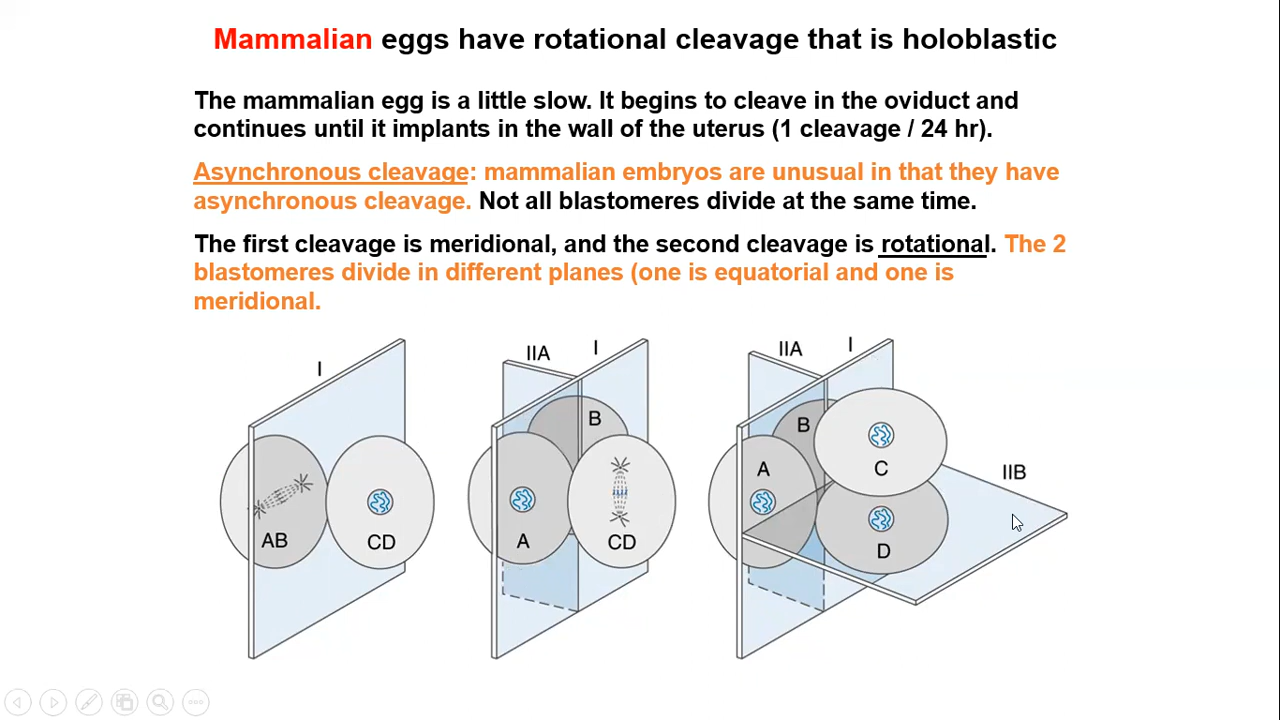 Mammalian eggs have rotational cleavage that is holoblastic
The mammalian egg is a little slow. It begins to cleave in the oviduct and
continues until it implants in the wall of the uterus (1 cleavage / 24 hr).
Asynchronous cleavage: mammalian embryos are unusual in that they have
asynchronous cleavage. Not all blastomeres divide at the same time.
The first cleavage is meridional, and the second cleavage is rotational. The 2
blastomeres divide in different planes (one is equatorial and one is
meridional.
I
AB
CD
IIA
I
B
A
CD
IIA
I
B
A
C
IIB
D